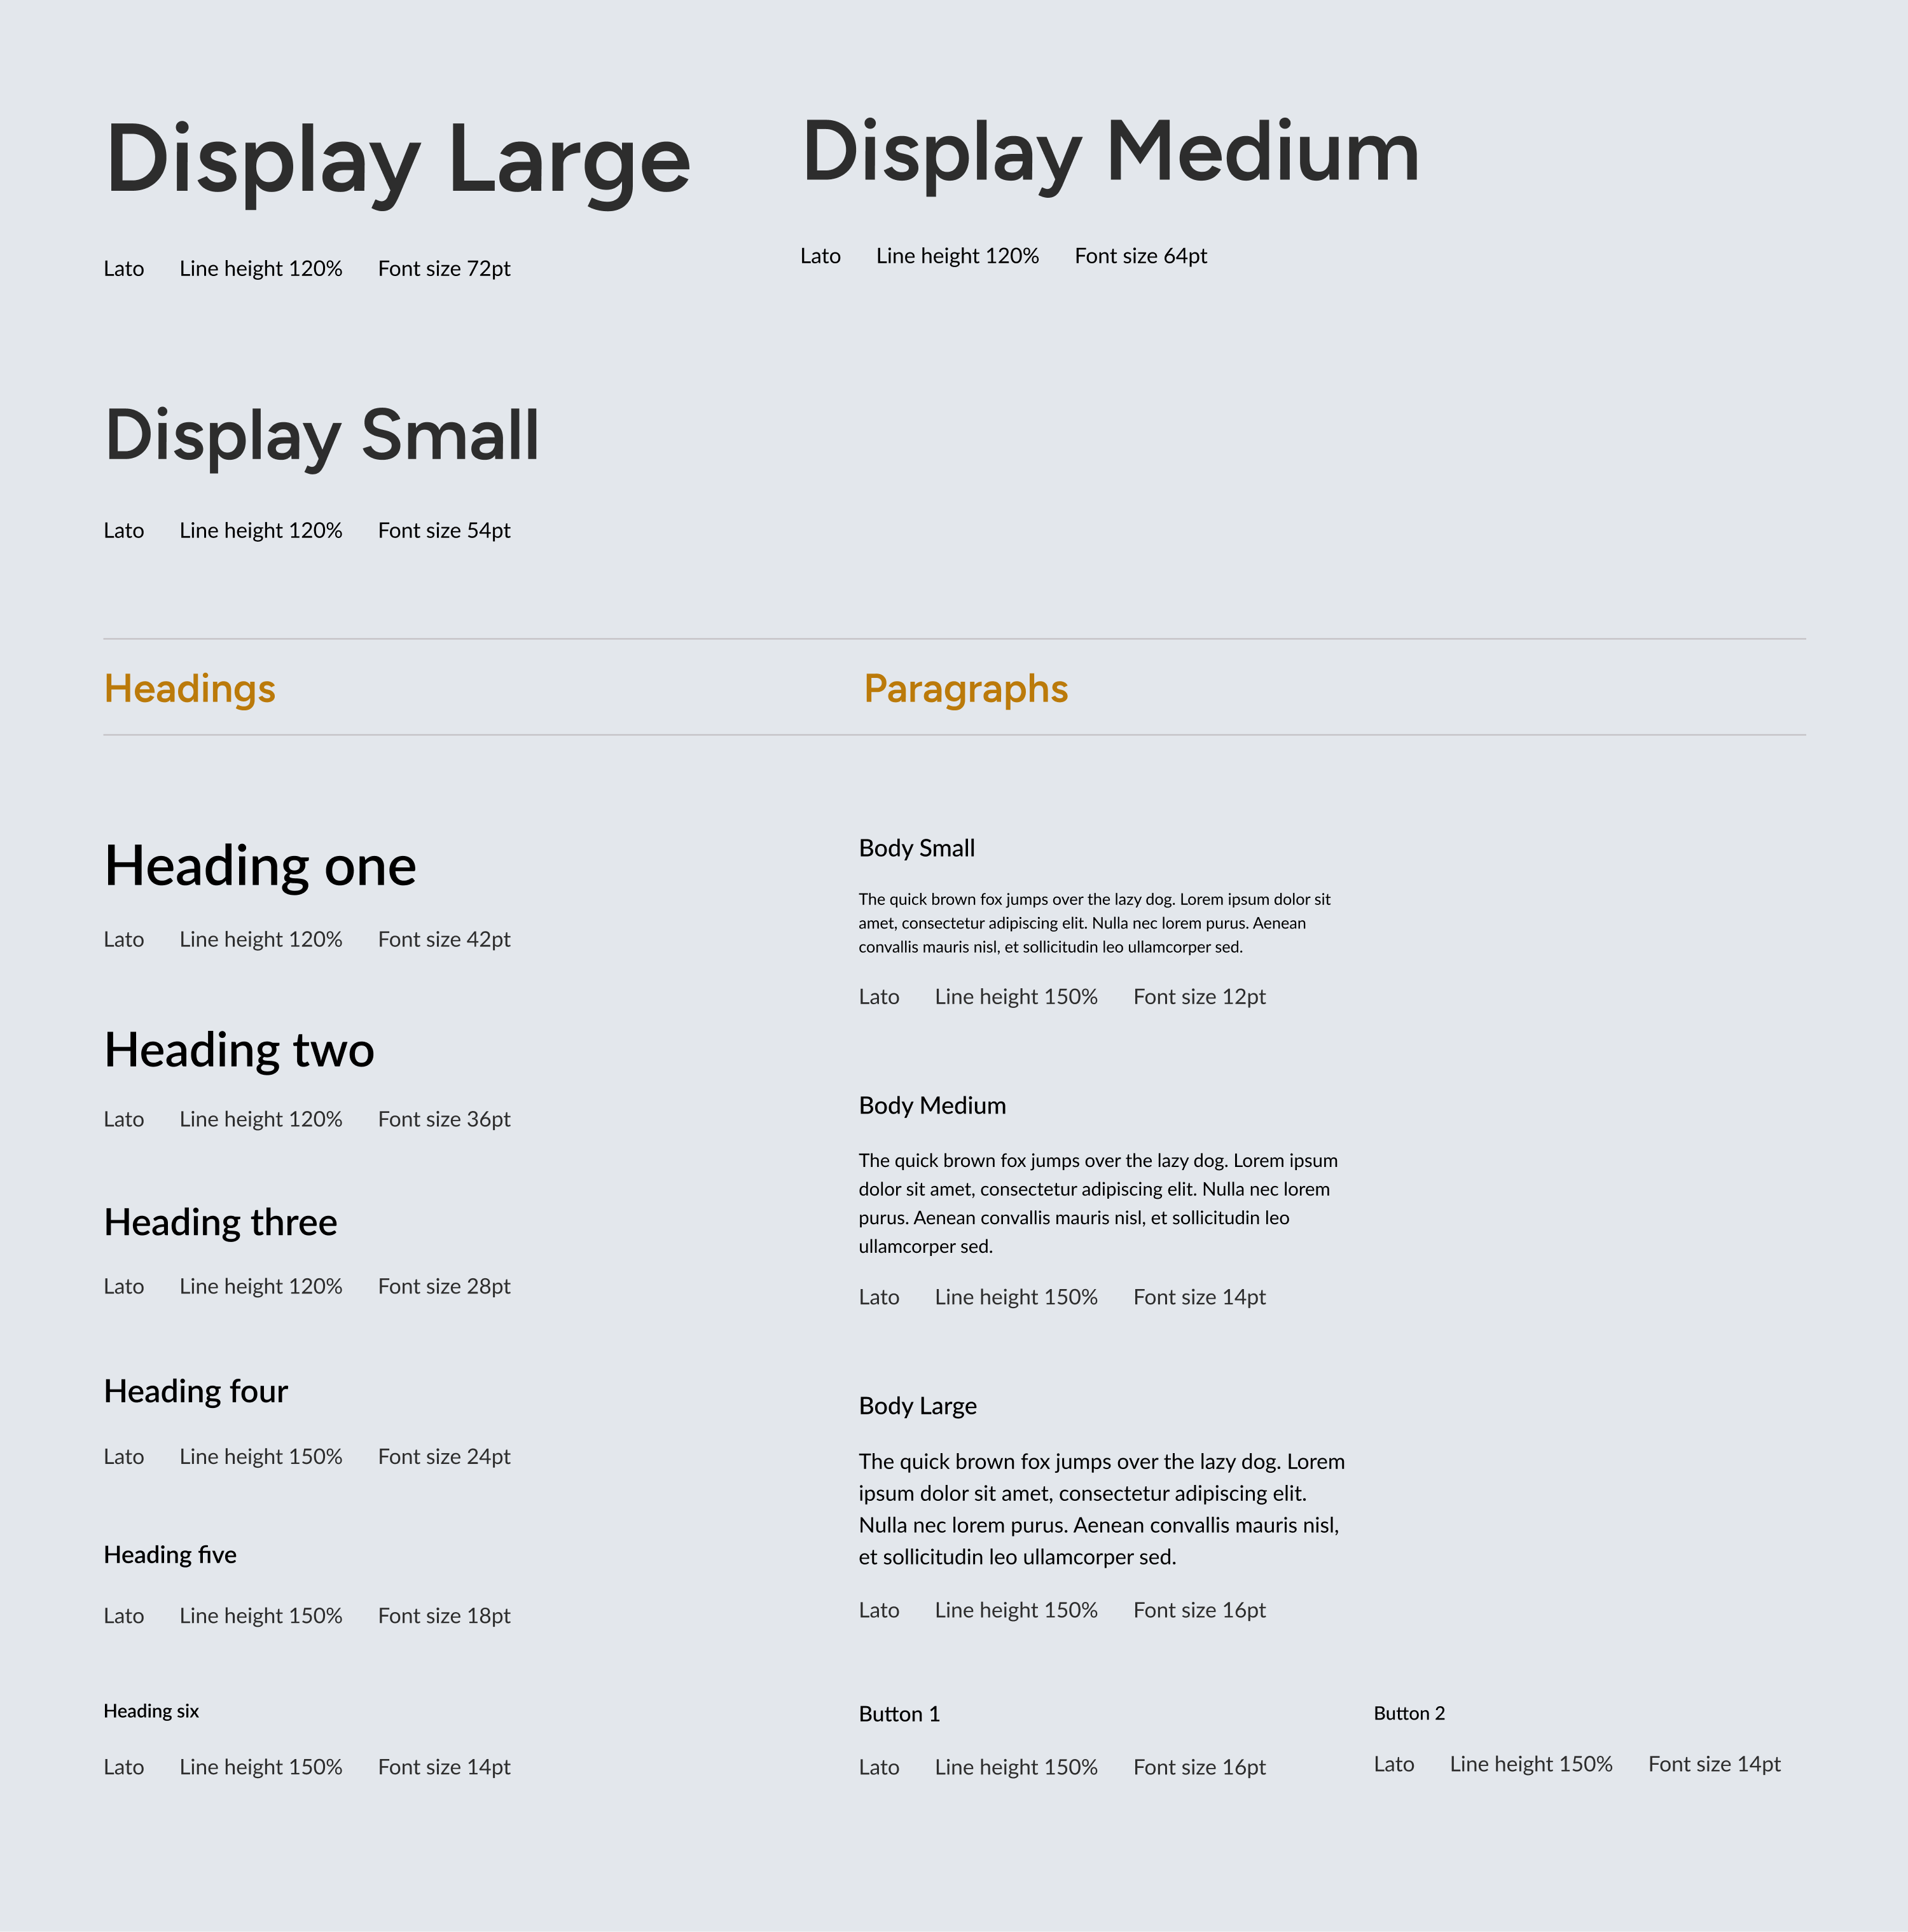 Display Large
Lato Line height 120% Font size 72pt
Display Medium
Lato Line height 120% Font size 64pt
Display Small
Lato Line height 120% Font size 54pt
Headings
Paragraphs
Heading one
Lato Line height 120% Font size 42pt
Heading two
Lato Line height 120% Font size 36pt
Heading three
Lato Line height 120% Font size 28pt
Heading four
Lato Line height 150% Font size 24pt
Heading five
Lato Line height 150% Font size 18pt
Heading six
Lato Line height 150% Font size 14pt
Body Small
The quick brown fox jumps over the lazy dog. Lorem ipsum dolor sit
amet, consectetur adipiscing elit. Nulla nec lorem purus. Aenean
convallis mauris nisl, et sollicitudin leo ullamcorper sed.
Lato Line height 150% Font size 12pt
Body Medium
The quick brown fox jumps over the lazy dog. Lorem ipsum
dolor sit amet, consectetur adipiscing elit. Nulla nec lorem
purus. Aenean convallis mauris nisl, et sollicitudin leo
ullamcorper sed.
Lato Line height 150% Font size 14pt
Body Large
The quick brown fox jumps over the lazy dog. Lorem
ipsum dolor sit amet, consectetur adipiscing elit.
Nulla nec lorem purus. Aenean convallis mauris nisl,
et sollicitudin leo ullamcorper sed.
Lato Line height 150% Font size 16pt
Button 1
Lato Line height 150% Font size 16pt
Button 2
Lato Line height 150% Font size 14pt